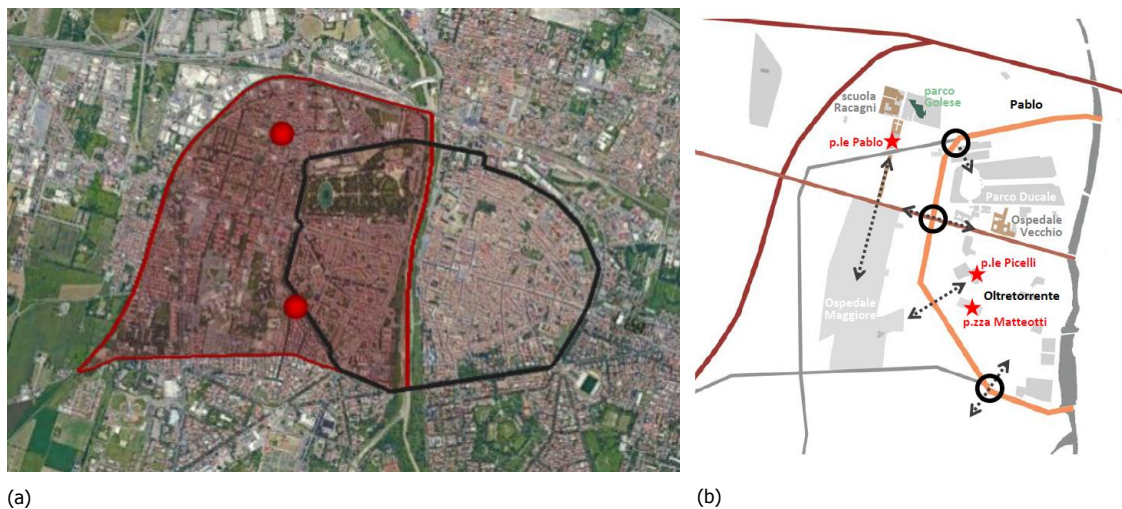 scuola
Racagni
parco
Golese
Pablo
p.le Pablo
Parco Ducale
Ospedale
Vecchio
p.le Picelli
Oltretorrente
Ospedale
Maggiore
p.zza Matteotti
(a)
(b)